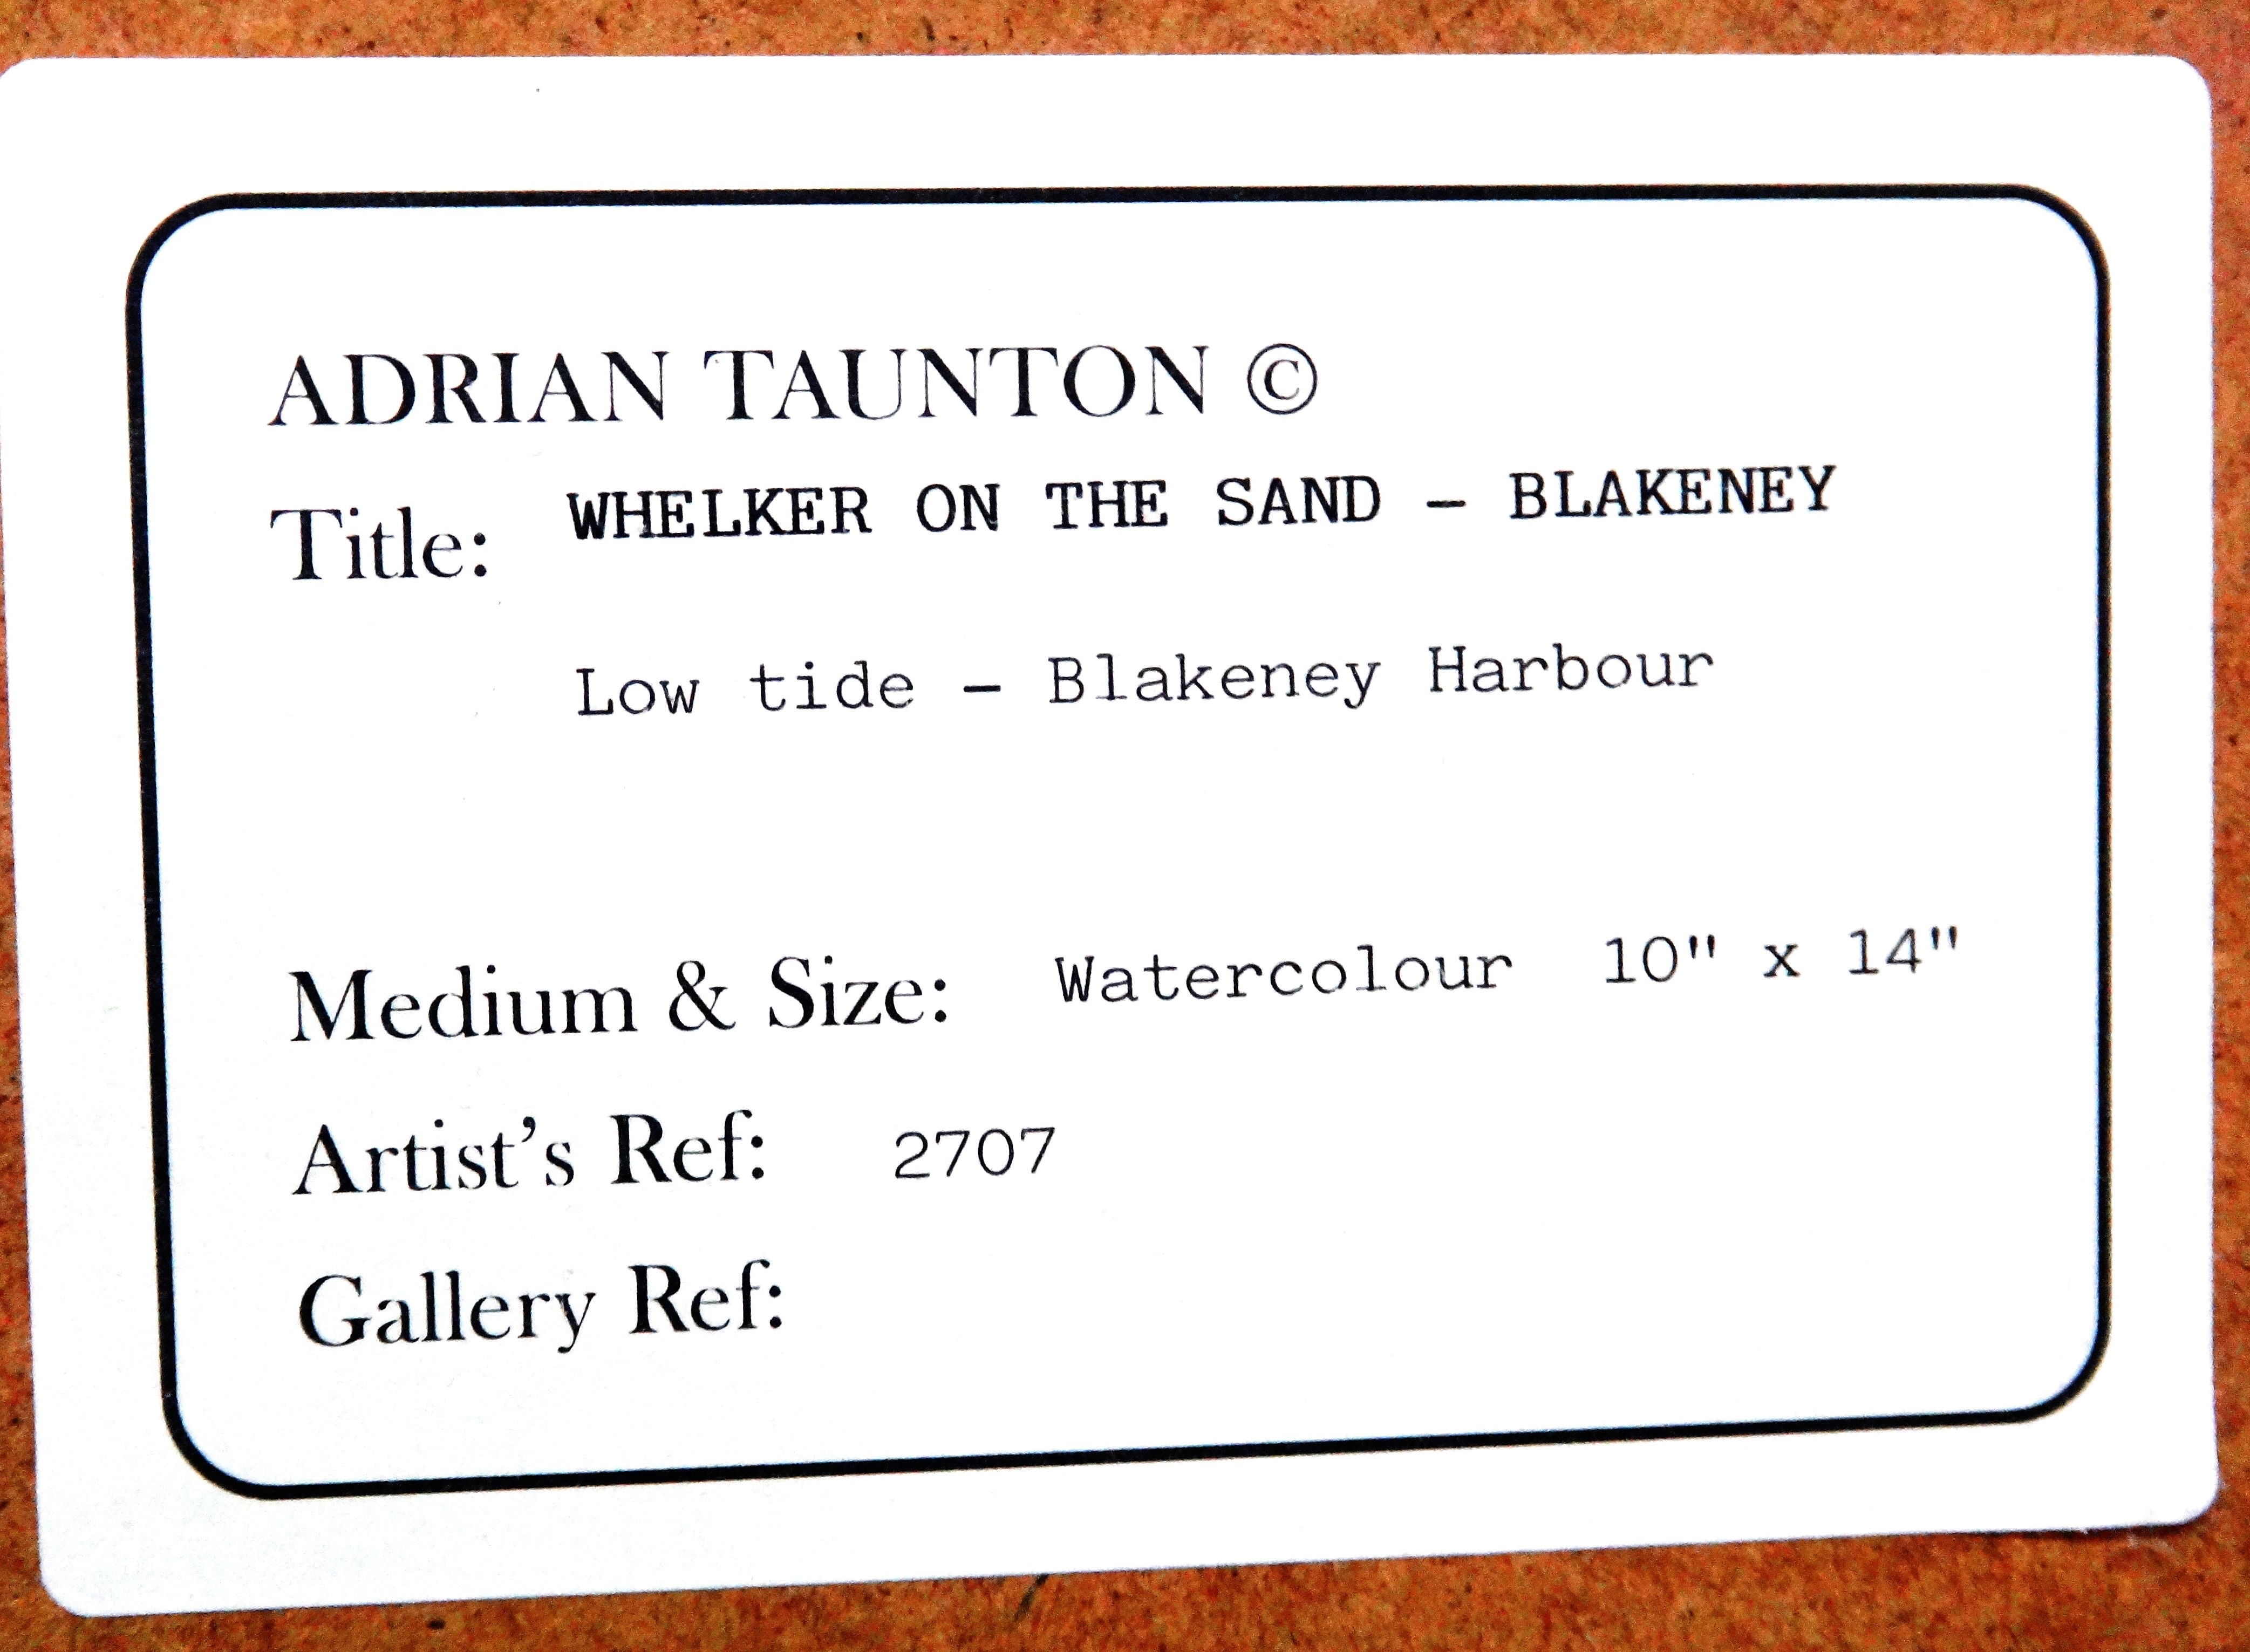 ADRIAN TAUNTON ©
Title: WHELKER ON THE SAND - BLAKENEY
Low tide - Blakeney Harbour
Medium & Size: Watercolour 10" x 14"
Artist's Ref: 2707
Gallery Ref: